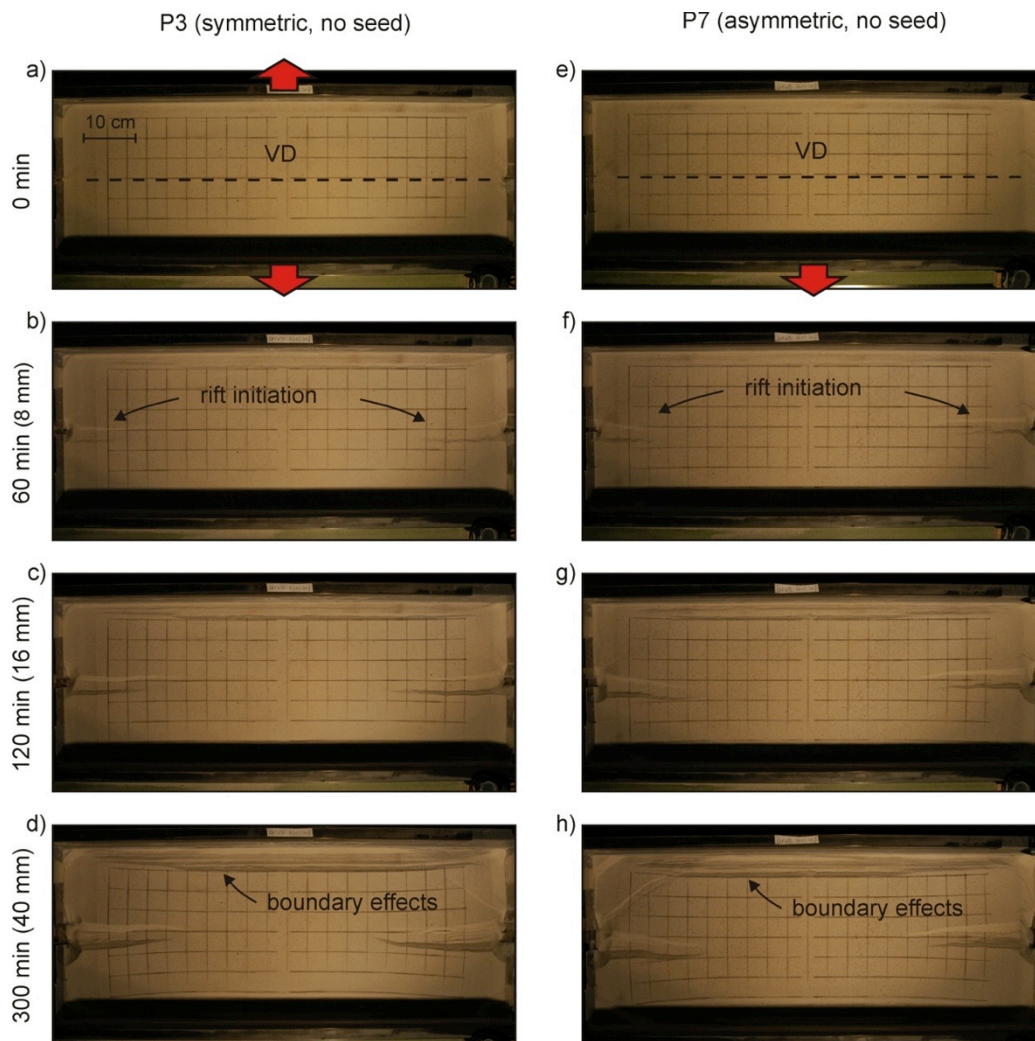 P3 (symmetric, no seed)
P7 (asymmetric, no seed)
a)
e)
0 min
10 cm
VD
VD
b)
f)
60 min (8 mm)
rift initiation
rift initiation
c)
g)
120 min (16 mm)
d)
h)
300 min (40 mm)
boundary effects
boundary effects